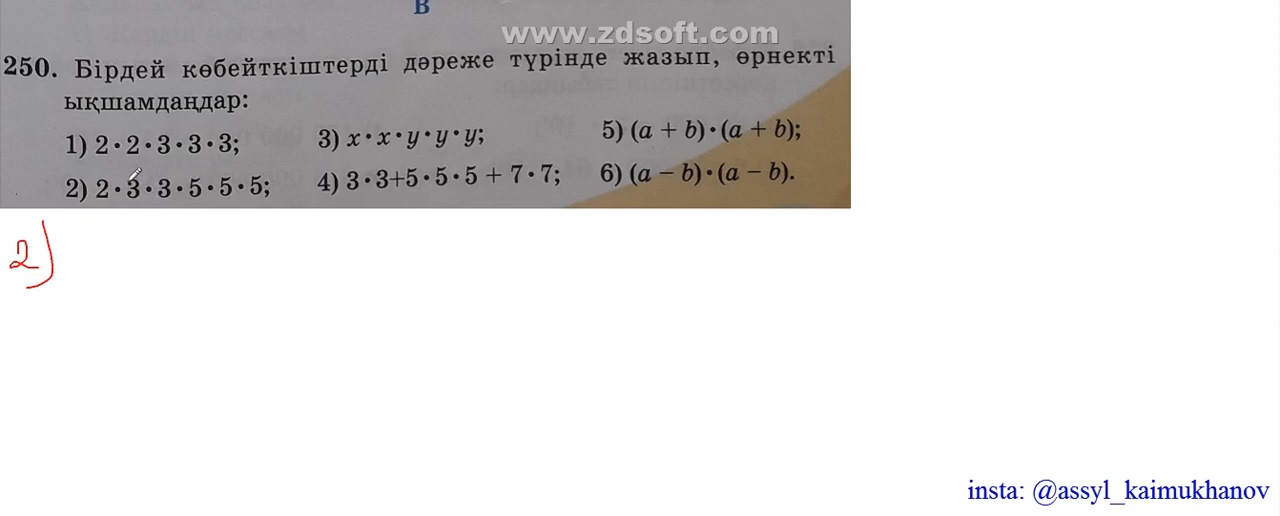 В
www.zdsoft.com
250. Бірдей көбейткіштерді дәреже түрінде жазып, өрнекті
ықшамдаңдар:
1) 2 · 2 · 3 · 3 · 3;
3) x · x · y · y · y;
5) (a + b) · (a + b);
2) 2 · 3 · 3 · 5 · 5 · 5;
4) 3 · 3+5 · 5 · 5 + 7 · 7;
6) (a − b) · (a − b).
2)
insta: @assyl_kaimukhanov